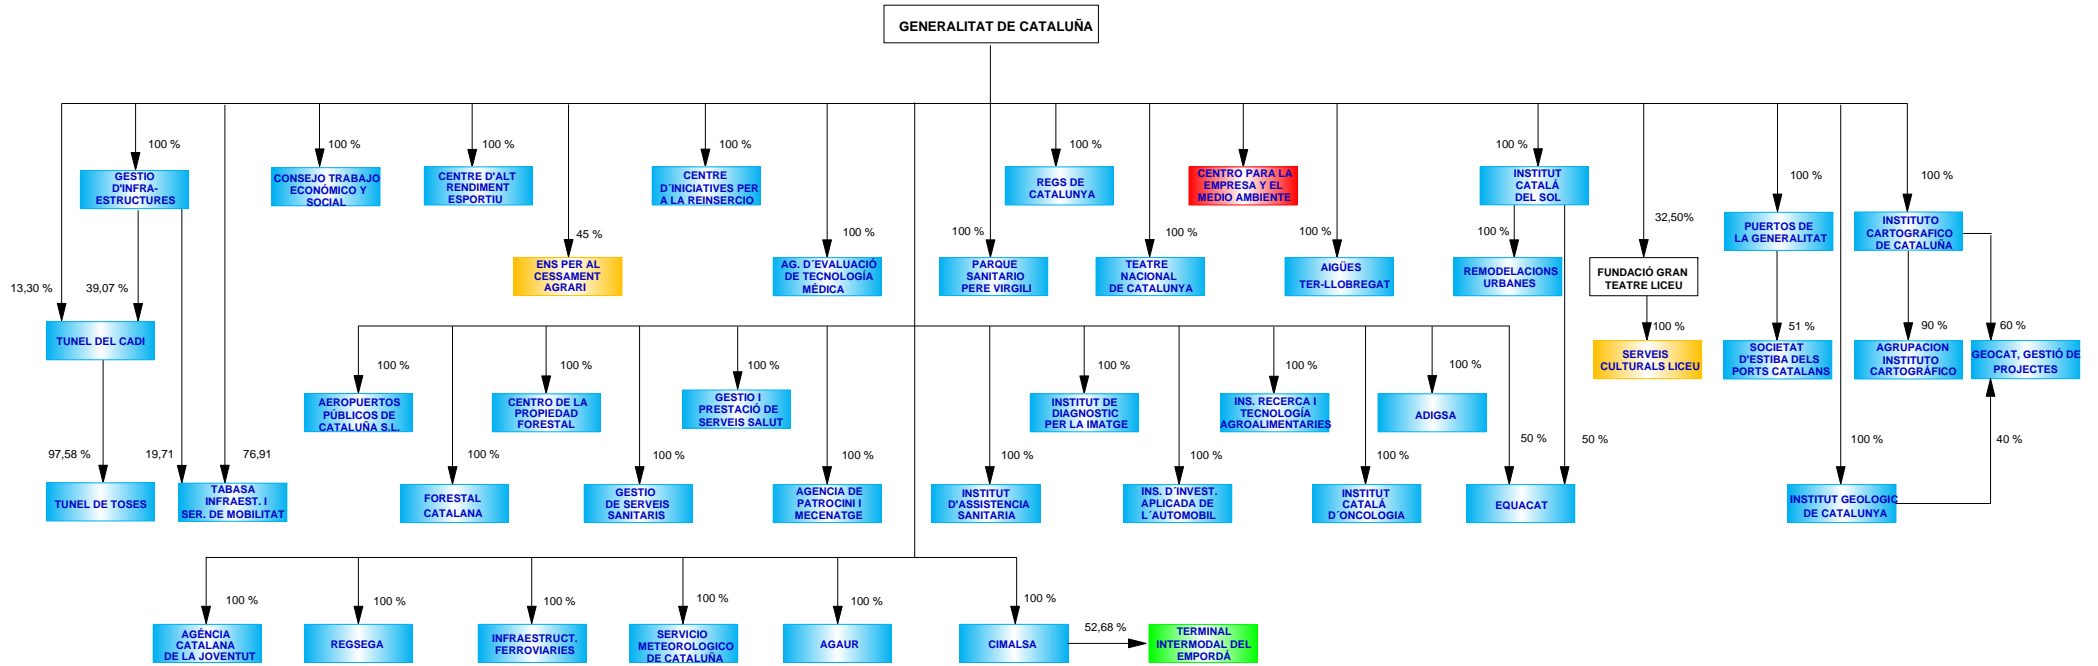 GENERALITAT DE CATALUÑA
100 %
100 %
100 %
100 %
100 %
100 %
100 %
100 %
GESTIO
D'INFRA-
ESTRUCTURES
CONSEJO TRABAJO
ECONÓMICO Y
SOCIAL
CENTRE D'ALT
RENDIMENT
ESPORTIU
CENTRE
D´INICIATIVES PER
A LA REINSERCIO
REGS DE
CATALUNYA
CENTRO PARA LA
EMPRESA Y EL
MEDIO AMBIENTE
INSTITUT
CATALÁ
DEL SOL
32,50%
PUERTOS DE
LA GENERALITAT
INSTITUTO
CARTOGRAFICO
DE CATALUÑA
45 %
100 %
100 %
100 %
100 %
100 %
ENS PER AL
CESSAMENT
AGRARI
AG. D´EVALUACIÓ
DE TECNOLOGÍA
MÉDICA
PARQUE
SANITARIO
PERE VIRGILI
TEATRE
NACIONAL
DE CATALUNYA
AIGÜES
TER-LLOBREGAT
REMODELACIONS
URBANES
FUNDACIÓ GRAN
TEATRE LICEU
13,30 %
39,07 %
TUNEL DEL CADI
100 %
51 %
90 %
60 %
SERVEIS
CULTURALS LICEU
SOCIETAT
D'ESTIBA DELS
PORTS CATALANS
AGRUPACION
INSTITUTO
CARTOGRÁFICO
GEOCAT, GESTIÓ DE
PROJECTES
100 %
100 %
100 %
100 %
100 %
100 %
AEROPUERTOS
PÚBLICOS DE
CATALUÑA S.L.
CENTRO DE LA
PROPIEDAD
FORESTAL
GESTIO I
PRESTACIÓ DE
SERVEIS SALUT
INSTITUT DE
DIAGNOSTIC
PER LA IMATGE
INS. RECERCA I
TECNOLOGÍA
AGROALIMENTARIES
ADIGSA
97,58 %
19,71
76,91
100 %
100 %
100 %
100 %
100 %
100 %
50 %
50 %
100 %
40 %
TUNEL DE TOSES
TABASA
INFRAEST. I
SER. DE MOBILITAT
FORESTAL
CATALANA
GESTIO
DE SERVEIS
SANITARIS
AGENCIA DE
PATROCINI I
MECENATGE
INSTITUT
D'ASSISTENCIA
SANITARIA
INS. D´INVEST.
APLICADA DE
L´AUTOMOBIL
INSTITUT
CATALÁ
D´ONCOLOGIA
EQUACAT
INSTITUT GEOLOGIC
DE CATALUNYA
100 %
100 %
100 %
100 %
100 %
100 %
AGÉNCIA
CATALANA
DE LA JOVENTUT
REGSEGA
INFRAESTRUCT.
FERROVIARIES
SERVICIO
METEOROLOGICO
DE CATALUÑA
AGAUR
CIMALSA
52,68 %
TERMINAL
INTERMODAL DEL
EMPORDÁ